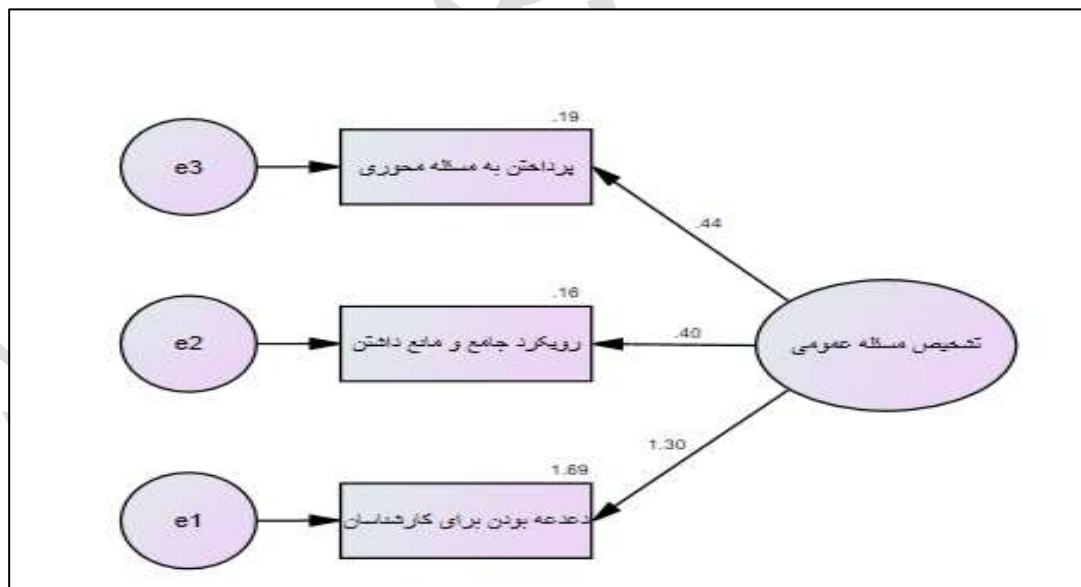 .19
e3
پرداختن به مسئله محوری
.44
.16
e2
رویکرد جامع و مانع داشتن
.40
تشخیص مسئله عمومی
1.30
1.69
e1
دغدغه بودن برای کارشناسان